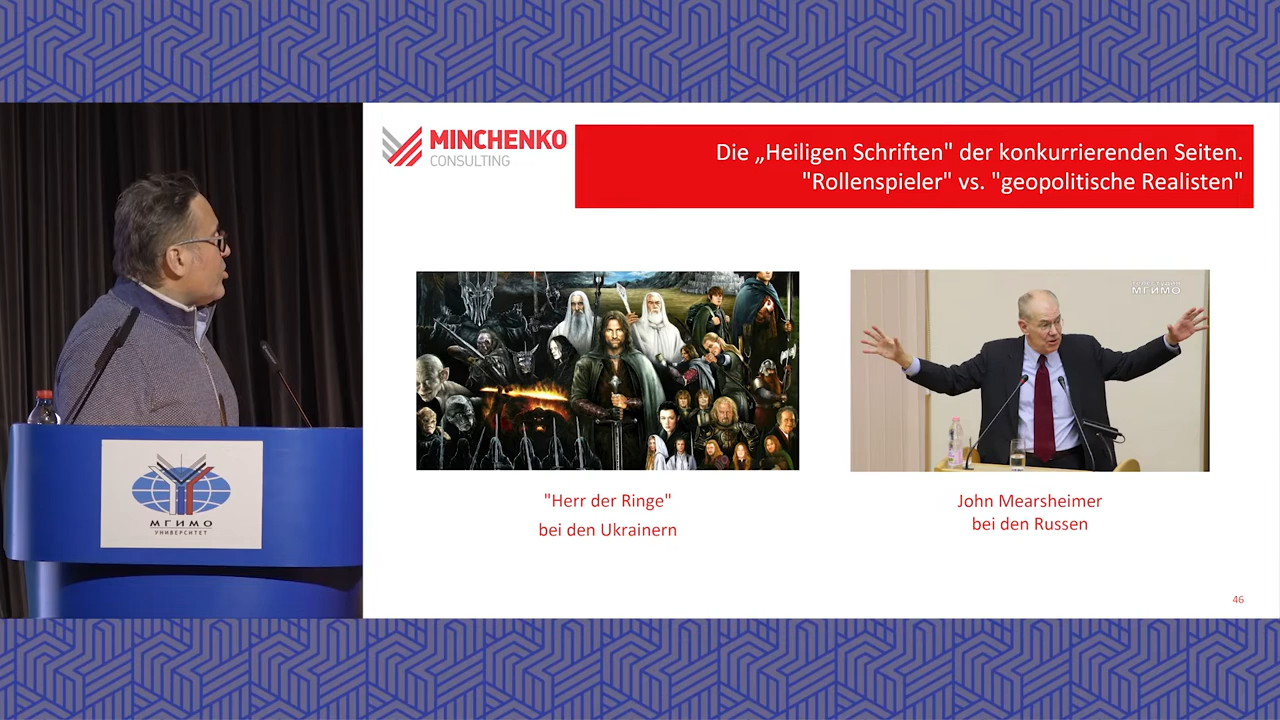 MINCHENKO
CONSULTING
Die „Heiligen Schriften" der konkurrierenden Seiten.
"Rollenspieler" vs. "geopolitische Realisten"
МГИМО
"Herr der Ringe"
bei den Ukrainern
John Mearsheimer
bei den Russen
МГИМО
УНИВЕРСИТЕТ
46